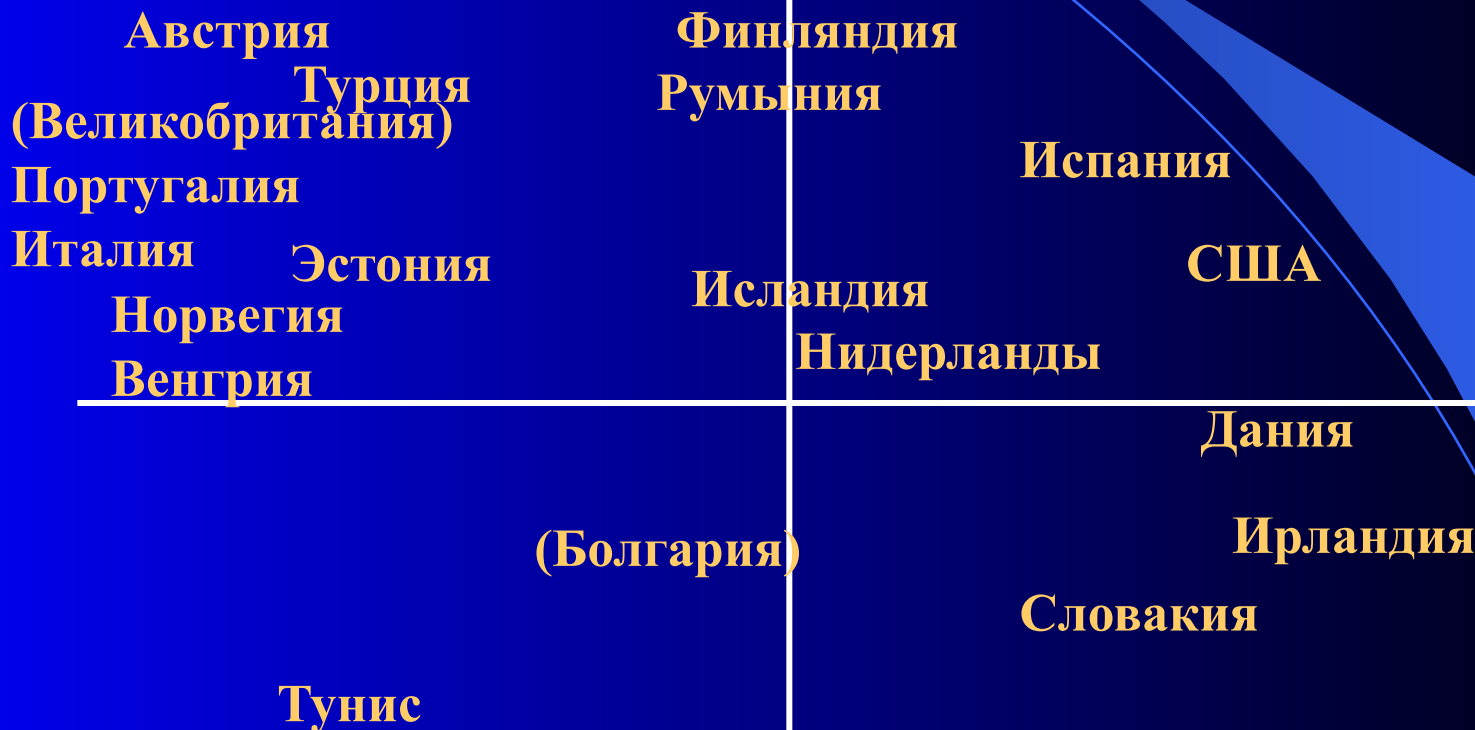 Австрия
Финляндия
Турция
Румыния
(Великобритания)
Испания
Португалия
Италия
Эстония
США
Исландия
Норвегия
Нидерланды
Венгрия
Дания
Ирландия
(Болгария)
Словакия
Тунис